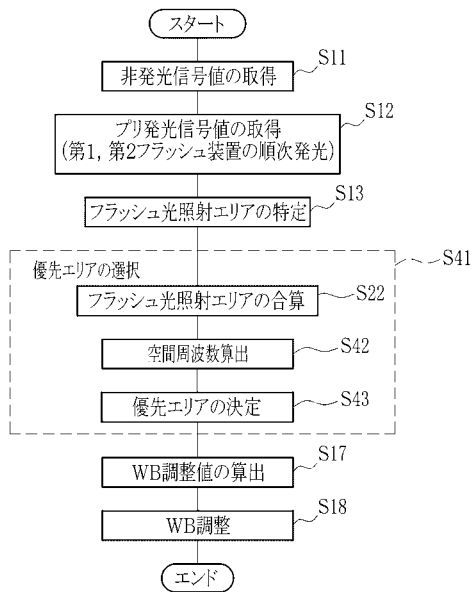 スタート
S11
非発光信号値の取得
S12
プリ発光信号値の取得
(第1, 第2フラッシュ装置の順次発光)
S13
フラッシュ光照射エリアの特定
S41
優先エリアの選択
S22
フラッシュ光照射エリアの合算
S42
空間周波数算出
S43
優先エリアの決定
S17
WB調整値の算出
S18
WB調整
エンド